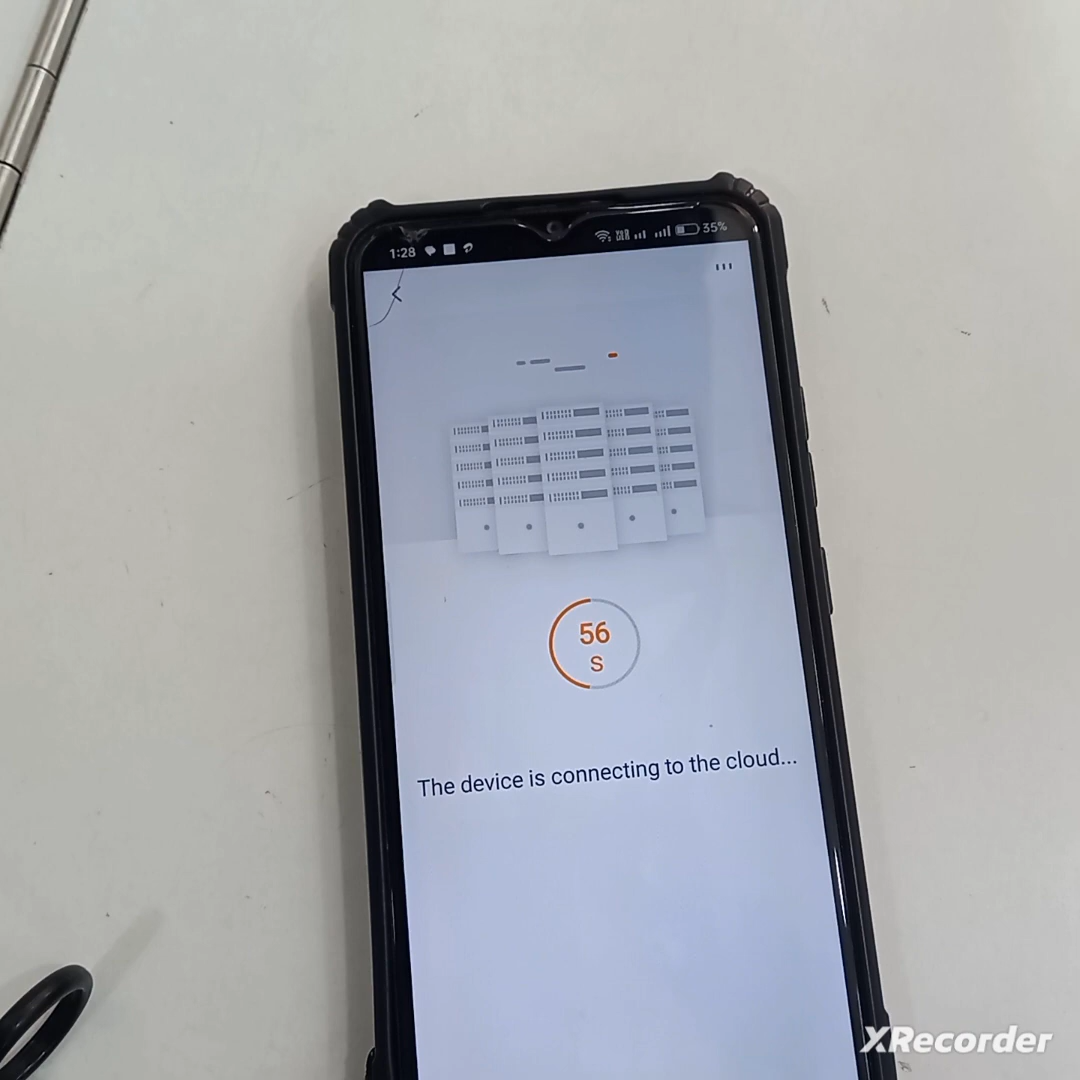 1:28
35%
56
S
The device is connecting to the cloud...
XRecorder